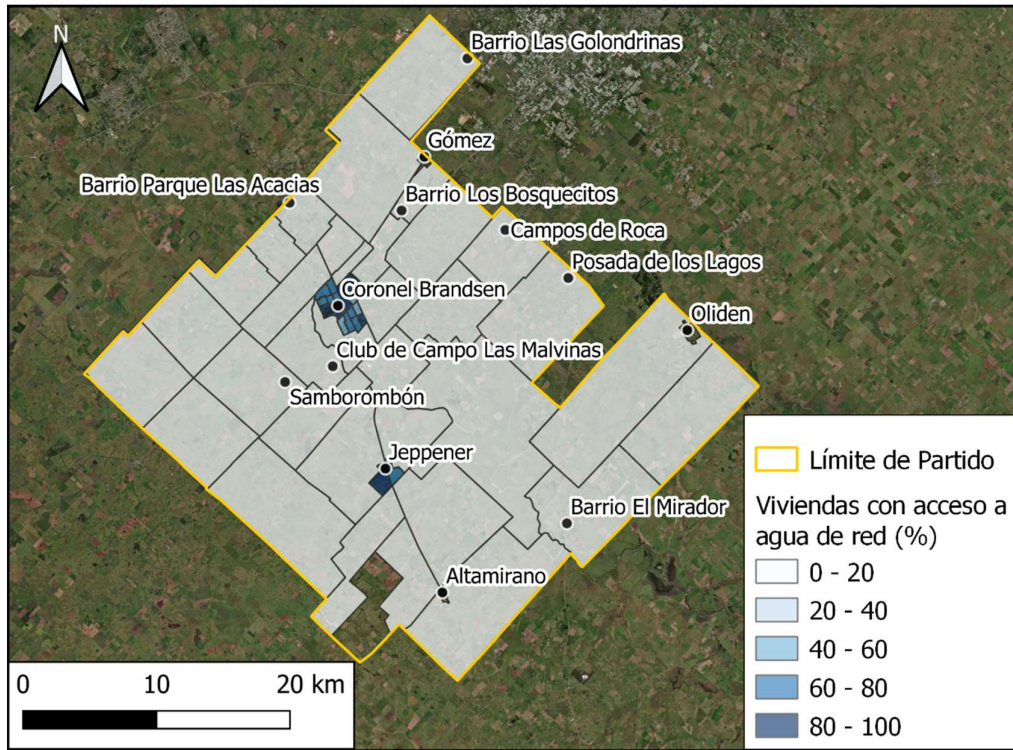 N
Barrio Las Golondrinas
Gómez
Barrio Parque Las Acacias
Barrio Los Bosquecitos
Campos de Roca
Posada de los Lagos
Coronel Brandsen
Oliden
Club de Campo Las Malvinas
Samborombón
Jeppener
Barrio El Mirador
Altamirano
Límite de Partido
Viviendas con acceso a
agua de red (%)
0 - 20
20 - 40
40 - 60
60 - 80
80 - 100
0 10 20 km